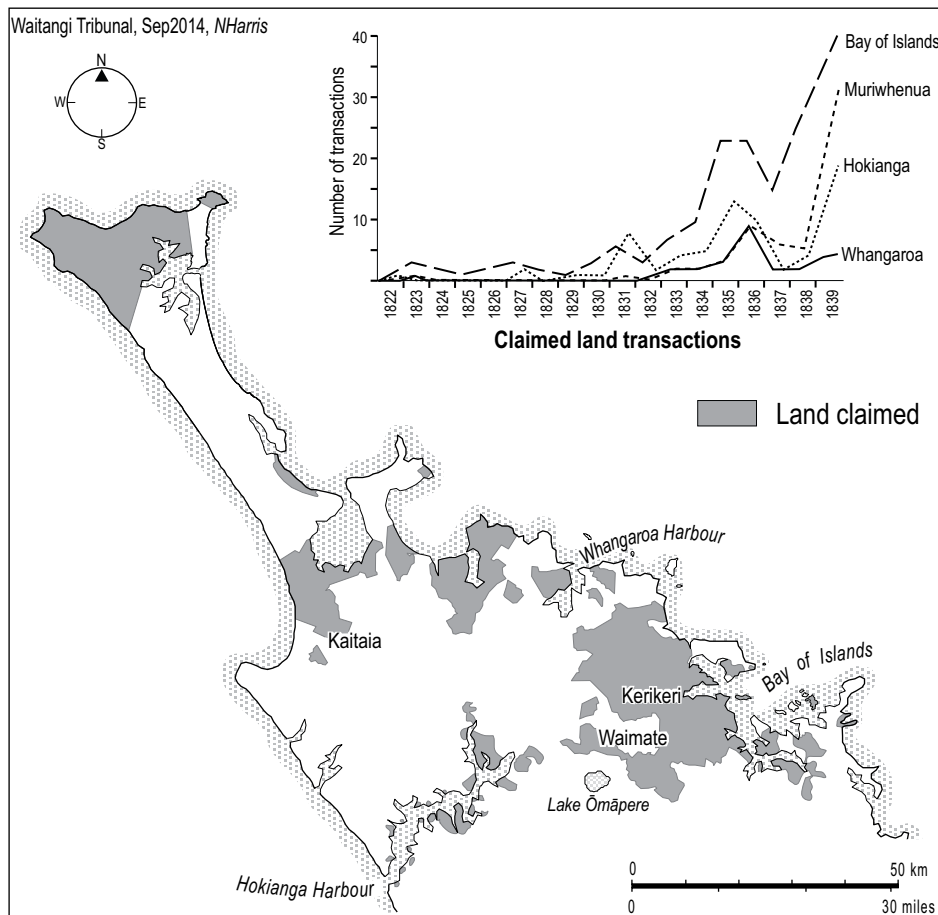 Waitangi Tribunal, Sep2014, NHarris
N
W
E
S
Number of transactions
40
30
20
10
1822
1823
1824
1825
1826
1827
1828
1829
1830
1831
1832
1833
1834
1835
1836
1837
1838
1839
Bay of Islands
Muriwhenua
Hokianga
Whangaroa
Claimed land transactions
Land claimed
Whangaroa Harbour
Kaitaia
Bay of Islands
Kerikeri
Waimate
Lake Ōmāpere
Hokianga Harbour
0
50 km
0
30 miles